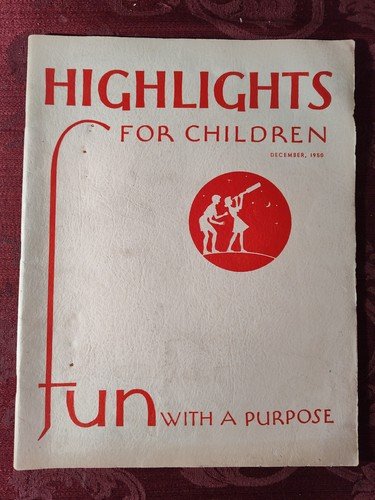 HIGHLIGHTS
FOR CHILDREN
DECEMBER, 1950
fun WITH A PURPOSE